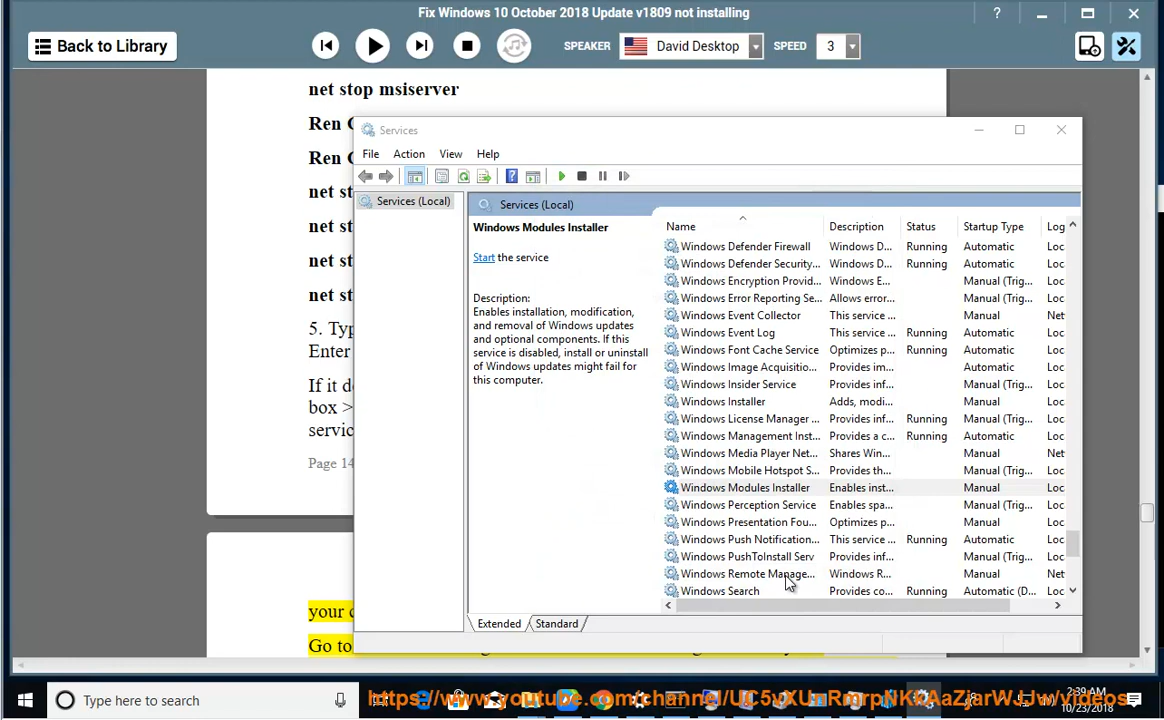 Fix Windows 10 October 2018 Update v1809 not installing
?
Back to Library
SPEAKER
David Desktop
SPEED
3
net stop msiserver
Ren
Ren
net
net
net
net
5.
Enter
If it
box >
Page 14
your
Go to
Services
File Action View Help
Services (Local)
Services (Local)
Windows Modules Installer
Start the service
Description:
Enables installation, modification,
and removal of Windows updates
and optional components. If this
service is disabled, install or uninstall
of Windows updates might fail for
this computer.
Name Description Status Startup Type Log
Windows Defender Firewall Windows D... Running Automatic Loc
Windows Defender Security... Windows D... Running Automatic Loc
Windows Encryption Provid... Windows E... Manual (Trig... Loc
Windows Error Reporting Se... Allows error... Manual (Trig... Loc
Windows Event Collector This service ... Manual Net
Windows Event Log This service ... Running Automatic Loc
Windows Font Cache Service Optimizes p... Running Automatic Loc
Windows Image Acquisitio... Provides im... Automatic Loc
Windows Insider Service Provides inf... Manual (Trig... Loc
Windows Installer Adds, modi... Manual Loc
Windows License Manager ... Provides inf... Running Manual (Trig... Loc
Windows Management Inst... Provides a c... Running Automatic Loc
Windows Media Player Net... Shares Win... Manual Net
Windows Mobile Hotspot S... Provides th... Manual (Trig... Loc
Windows Modules Installer Enables inst... Manual Loc
Windows Perception Service Enables spa... Manual (Trig... Loc
Windows Presentation Fou... Optimizes p... Manual Loc
Windows Push Notification... This service ... Running Automatic Loc
Windows PushToInstall Serv Provides inf... Manual (Trig... Loc
Windows Remote Manage... Windows R... Manual Net
Windows Search Provides co... Running Automatic (D... Loc
Extended Standard
Type here to search
2:39 AM
10/23/2018